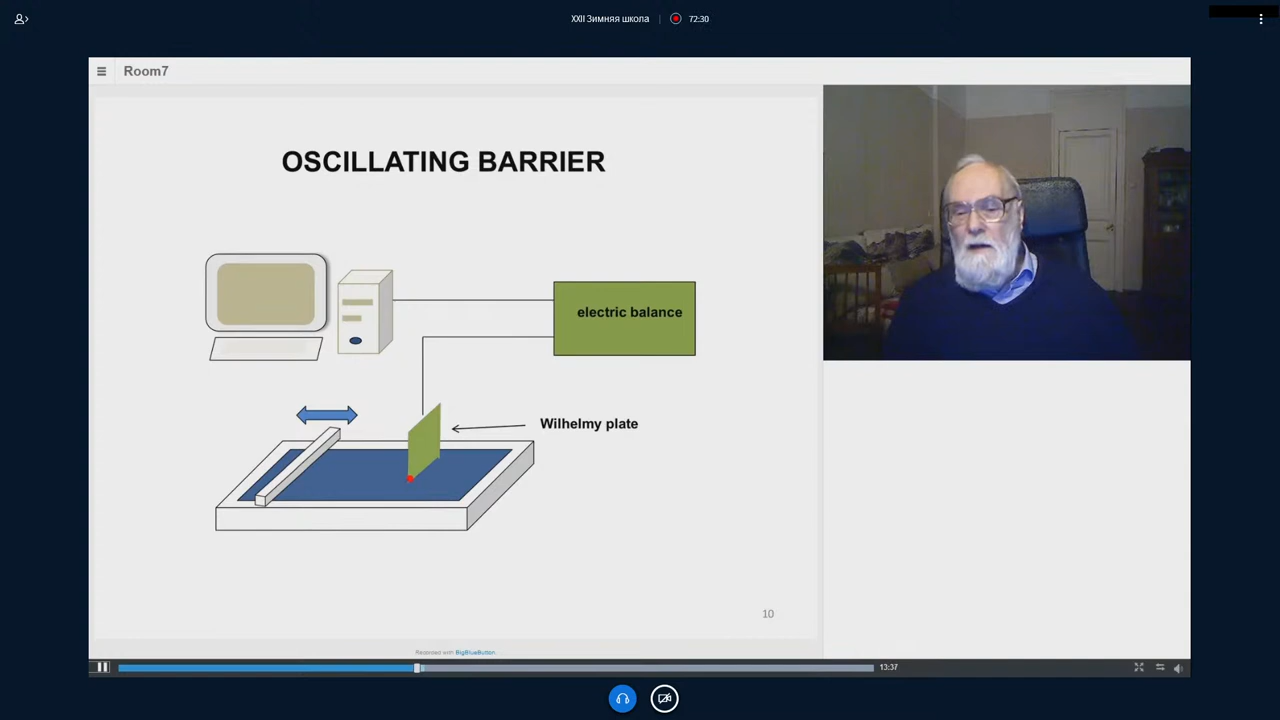 XXII Зимняя школа
72:30
Room7
OSCILLATING BARRIER
electric balance
Wilhelmy plate
10
Recorded with BigBlueButton.
13:37